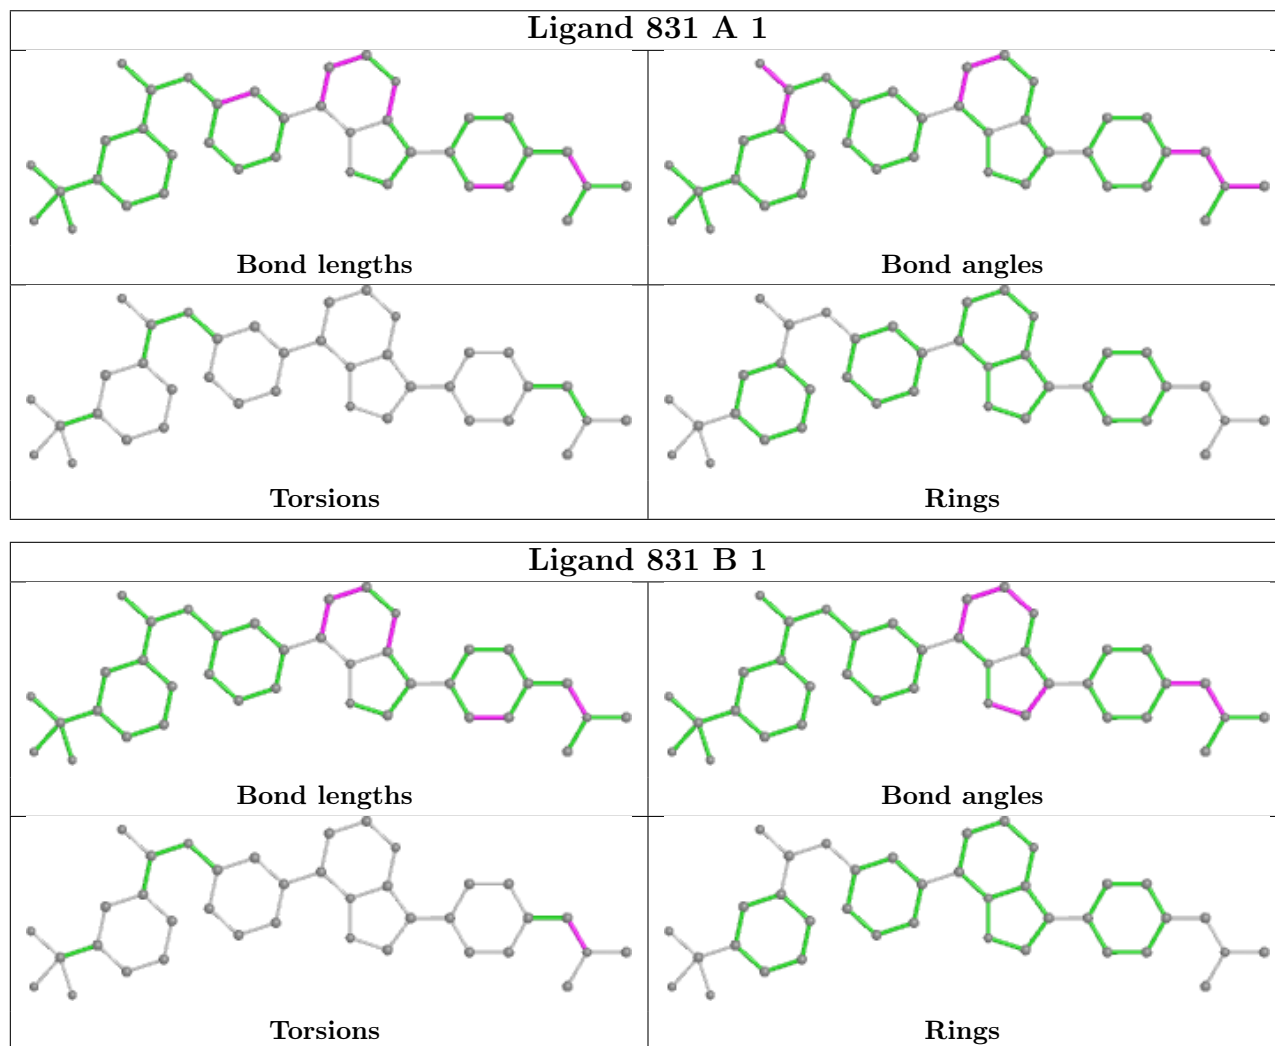 Ligand 831 A 1
Bond lengths
Bond angles
Torsions
Rings
Ligand 831 B 1
Bond lengths
Bond angles
Torsions
Rings